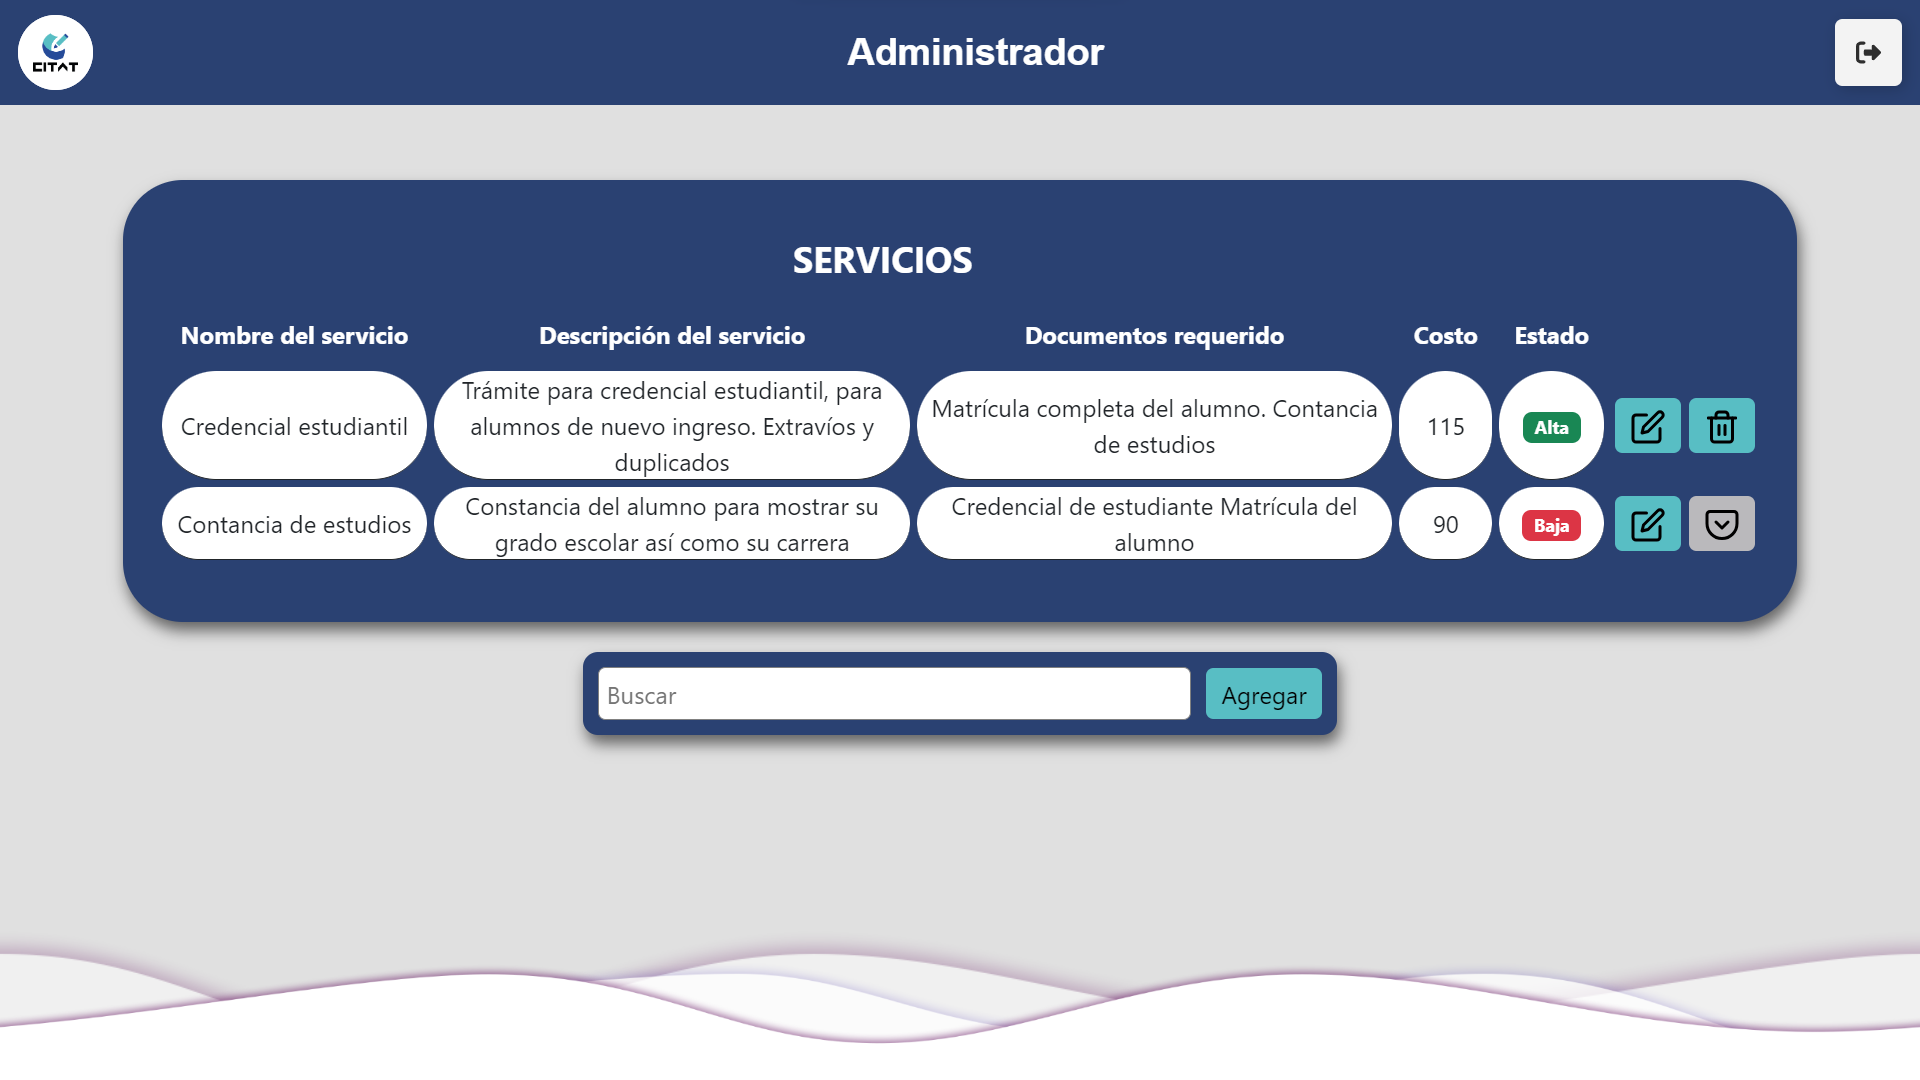 CITAT
Administrador
SERVICIOS
Nombre del servicio
Descripción del servicio
Documentos requerido
Costo
Estado
Credencial estudiantil
Trámite para credencial estudiantil, para
alumnos de nuevo ingreso. Extravíos y
duplicados
Matrícula completa del alumno. Contancia
de estudios
115
Alta
Contancia de estudios
Constancia del alumno para mostrar su
grado escolar así como su carrera
Credencial de estudiante Matrícula del
alumno
90
Baja
Buscar
Agregar